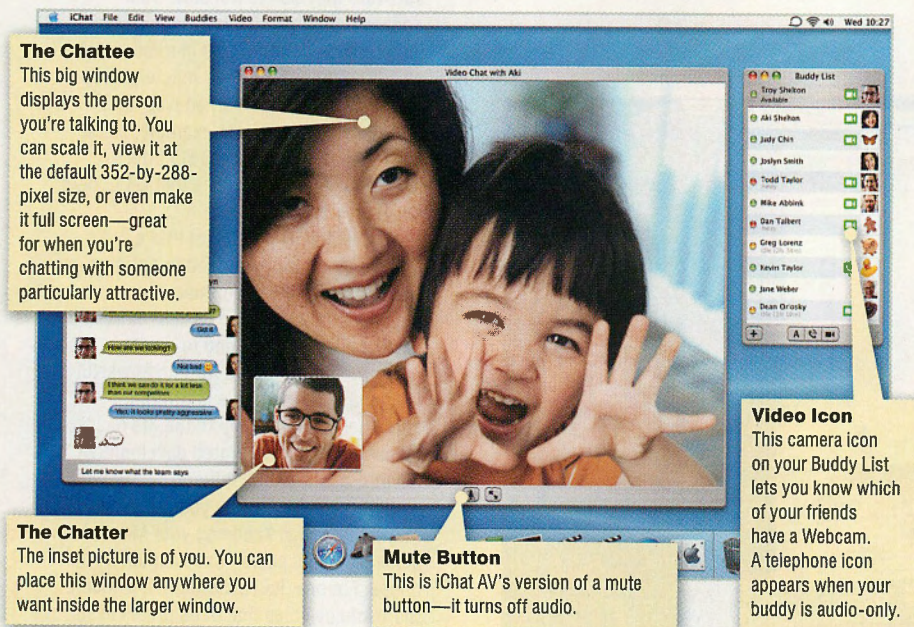 iChat File Edit View Buddies Video Format Window Help
Wed 10:27
The Chattee
This big window
displays the person
you're talking to. You
can scale it, view it at
the default 352-by-288-
pixel size, or even make
it full screen—great
for when you're
chatting with someone
particularly attractive.
Video Chat with Aki
Buddy List
Troy Shelton
Available
Aki Shelton
Judy Chin
Joslyn Smith
Todd Taylor
Mike Abbink
Dan Talbert
Greg Lorenz
Kevin Taylor
Jane Weber
Dean Orlosky
A
Got it
How are we looking?
Not bad
I think we can do it for a lot less
than our competitors
Yes, it looks pretty aggressive
Let me know what the team says
The Chatter
The inset picture is of you. You can
place this window anywhere you
want inside the larger window.
Mute Button
This is iChat AV's version of a mute
button—it turns off audio.
Video Icon
This camera icon
on your Buddy List
lets you know which
of your friends
have a Webcam.
A telephone icon
appears when your
buddy is audio-only.